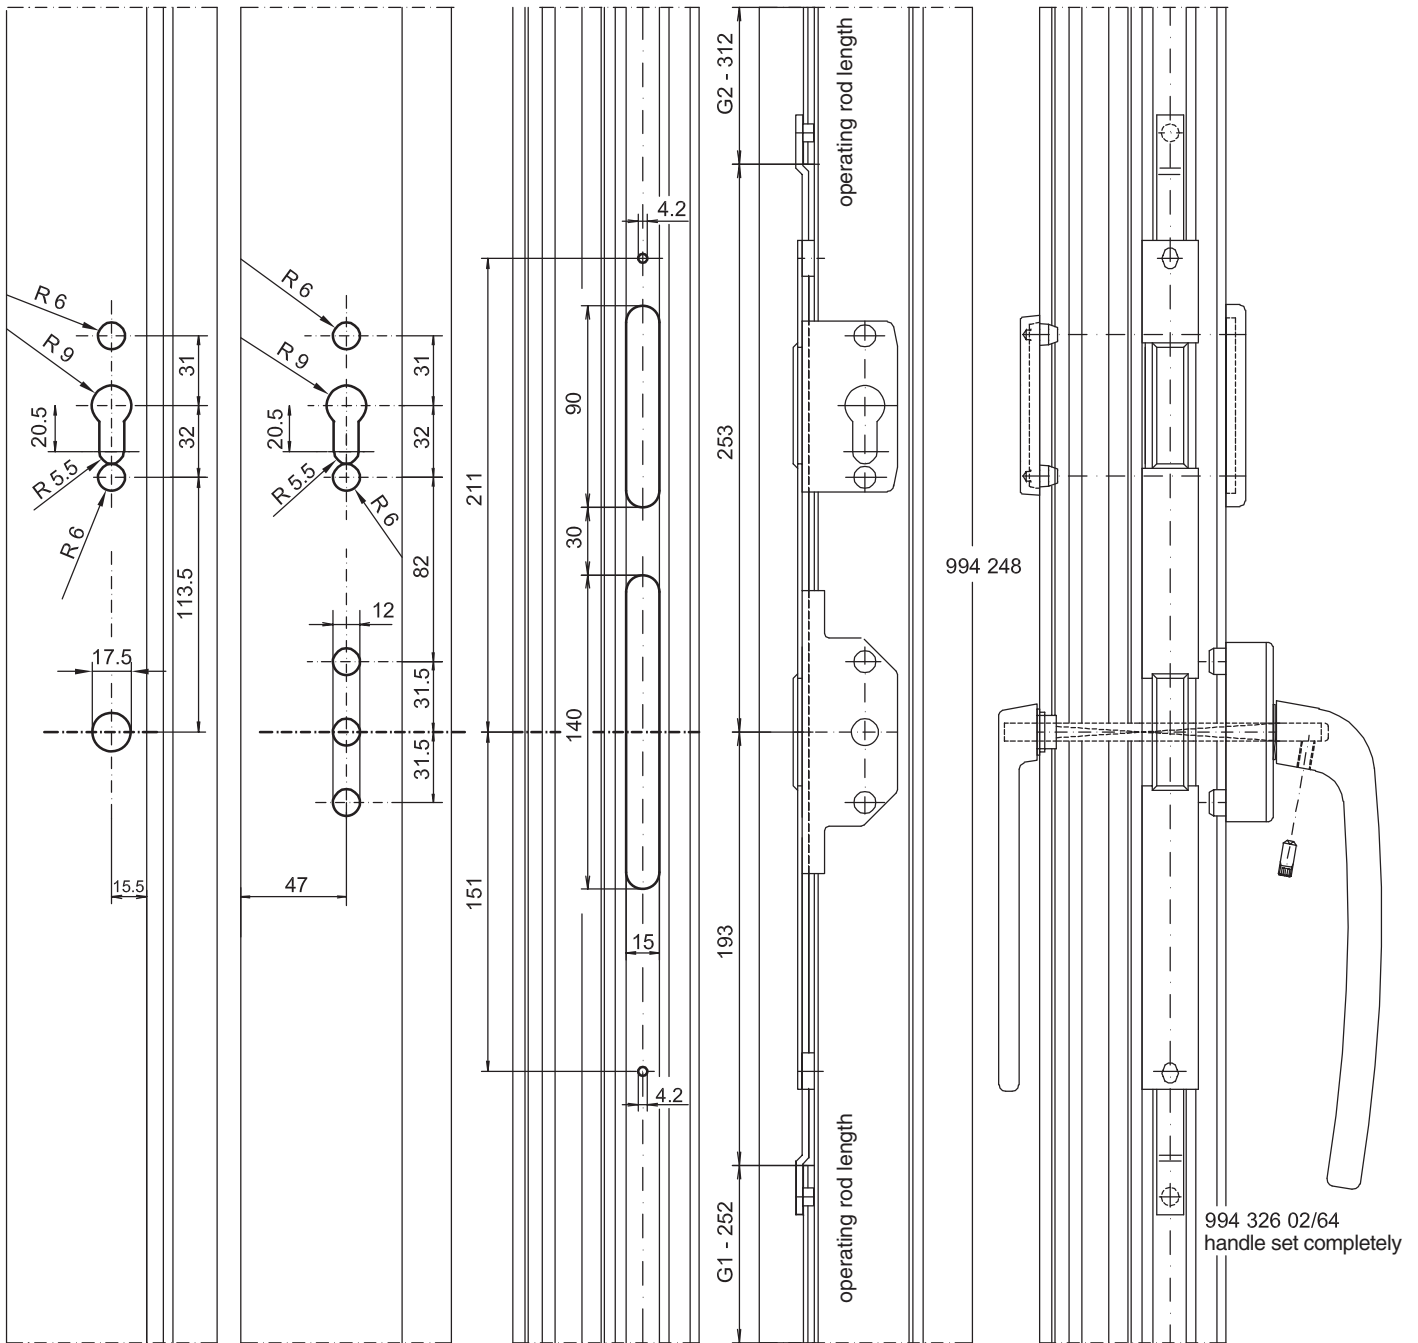 R 6
R 9
20.5
R 5.5
R 6
31
32
113.5
17.5
15.5
R 6
R 9
20.5
R 5.5
R 6
31
32
82
12
31.5
31.5
47
4.2
211
90
30
140
151
15
4.2
G2 - 312
operating rod length
253
193
G1 - 252
operating rod length
994 248
994 326 02/64
handle set completely